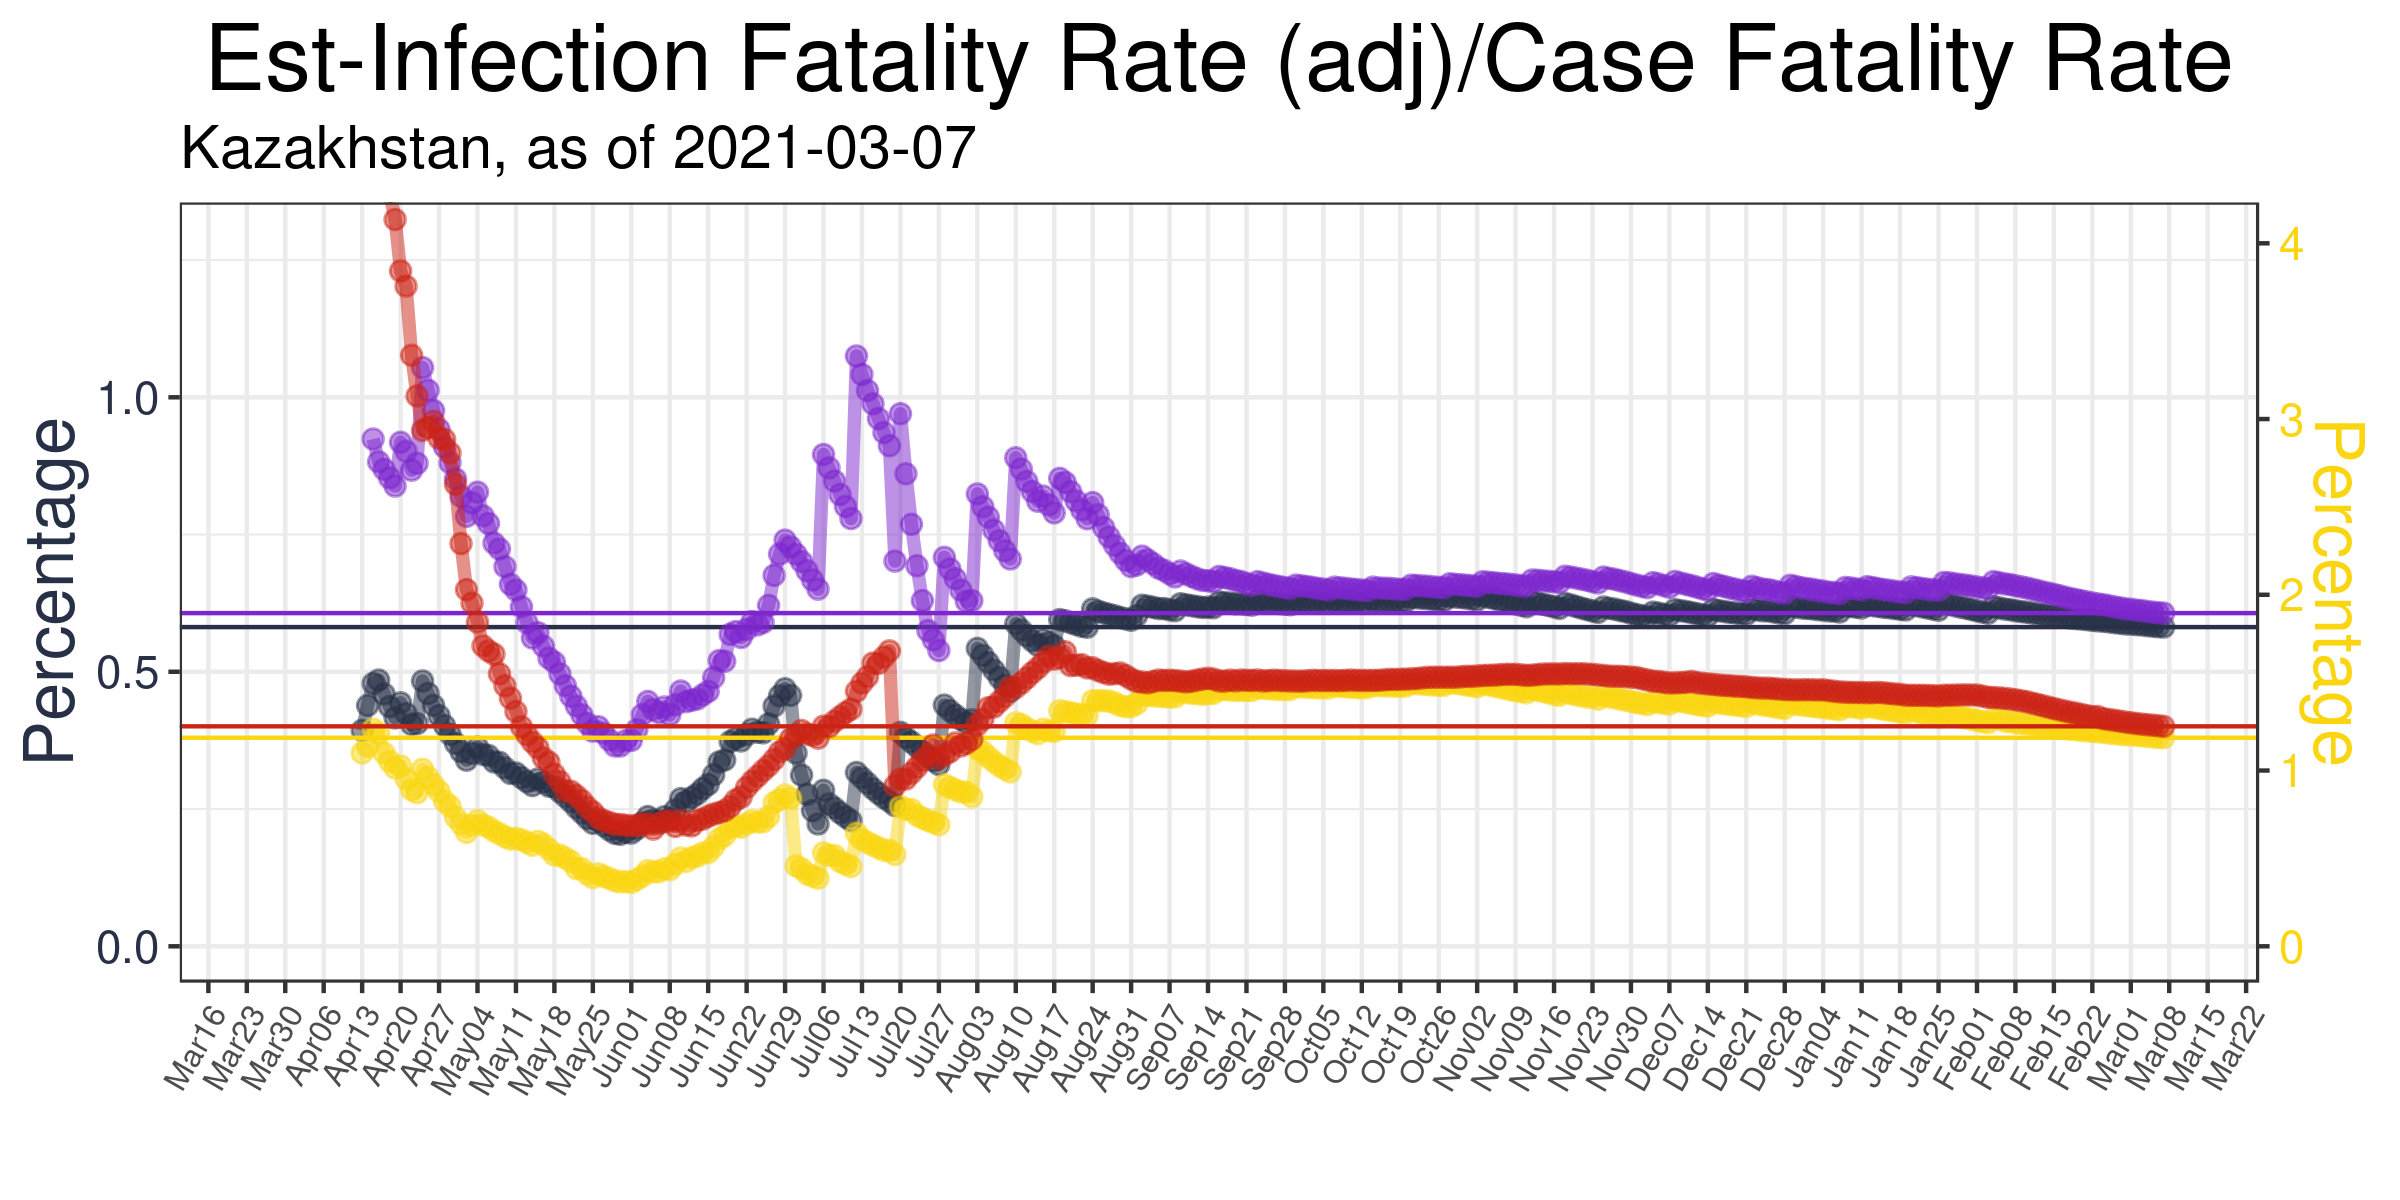 Est-Infection Fatality Rate (adj)/Case Fatality Rate
Kazakhstan, as of 2021-03-07
Percentage
1.0
0.5
0.0
4
3
2
1
0
Percentage
Mar16
Mar23
Mar30
Apr06
Apr13
Apr20
Apr27
May04
May11
May18
May25
Jun01
Jun08
Jun15
Jun22
Jun29
Jul06
Jul13
Jul20
Jul27
Aug03
Aug10
Aug17
Aug24
Aug31
Sep07
Sep14
Sep21
Sep28
Oct05
Oct12
Oct19
Oct26
Nov02
Nov09
Nov16
Nov23
Nov30
Dec07
Dec14
Dec21
Dec28
Jan04
Jan11
Jan18
Jan25
Feb01
Feb08
Feb15
Feb22
Mar01
Mar08
Mar15
Mar22